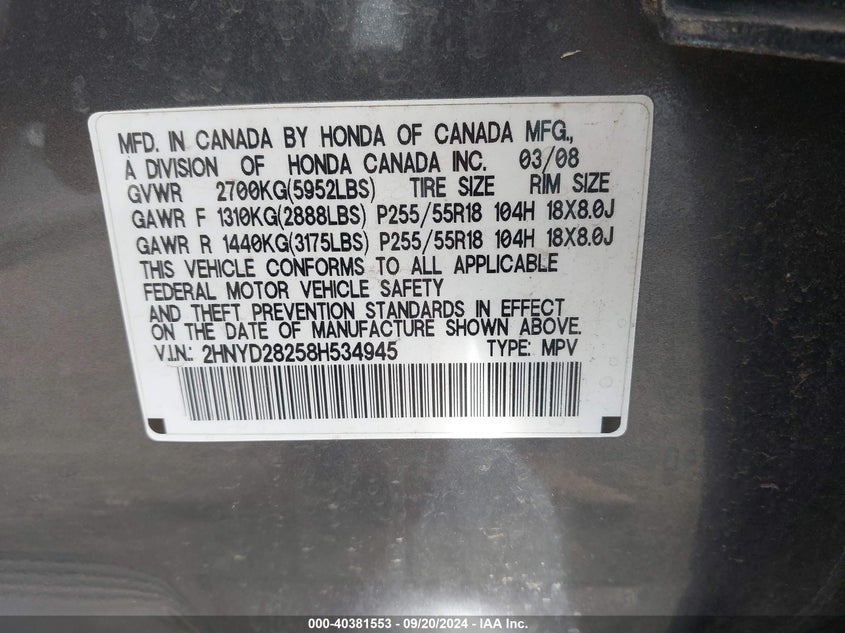 MFD. IN CANADA BY HONDA OF CANADA MFG.,
A DIVISION OF HONDA CANADA INC. 03/08
GVWR 2700KG(5952LBS) TIRE SIZE RIM SIZE
GAWR F 1310KG(2888LBS) P255/55R18 104H 18X8.0J
GAWR R 1440KG(3175LBS) P255/55R18 104H 18X8.0J
THIS VEHICLE CONFORMS TO ALL APPLICABLE
FEDERAL MOTOR VEHICLE SAFETY
AND THEFT PREVENTION STANDARDS IN EFFECT
ON THE DATE OF MANUFACTURE SHOWN ABOVE.
V.I.N.: 2HNYD28258H534945 TYPE: MPV
000-40381553 - 09/20/2024 - IAA Inc.